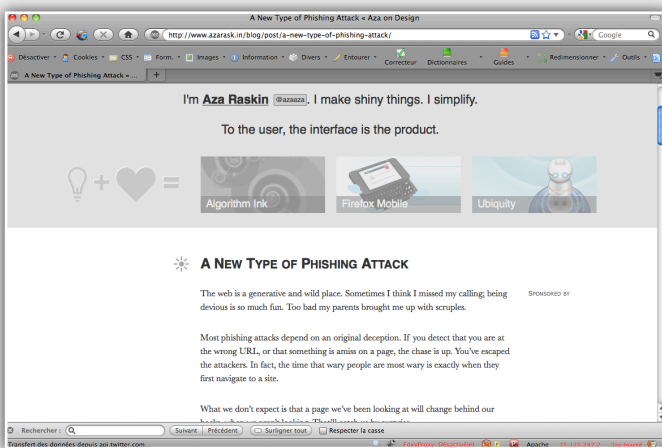 A New Type of Phishing Attack « Aza on Design
http://www.azarask.in/blog/post/a-new-type-of-phishing-attack/
Google
Désactiver Cookies CSS Form. Images Information Divers Entourer Correcteur Dictionnaires Guides Redimensionner Outils
A New Type of Phishing Attack « ...
I'm Aza Raskin @azaaza. I make shiny things. I simplify.
To the user, the interface is the product.
Algorithm Ink Firefox Mobile Ubiquity
A New Type of Phishing Attack
The web is a generative and wild place. Sometimes I think I missed my calling; being
Sponsored by
devious is so much fun. Too bad my parents brought me up with scruples.
Most phishing attacks depend on an original deception. If you detect that you are at
the wrong URL, or that something is amiss on a page, the chase is up. You've escaped
the attackers. In fact, the time that wary people are most wary is exactly when they
first navigate to a site.
What we don't expect is that a page we've been looking at will change behind our
Rechercher : Suivant Précédent Surligner tout Respecter la casse
Transfert des données depuis api.twitter.com... FoxyProxy: Désactivé(e) Apache